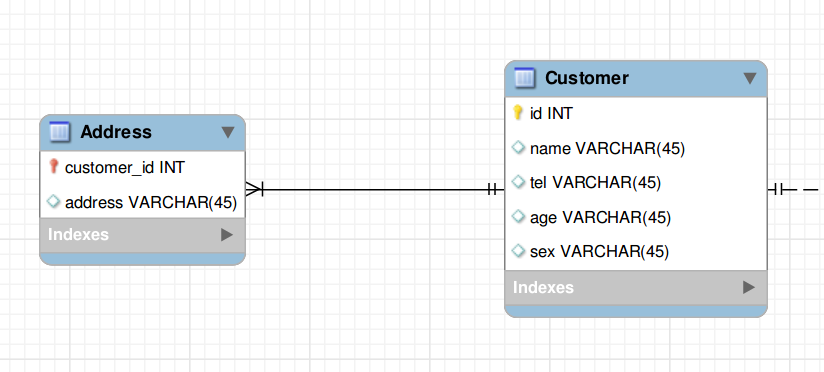 Address
customer_id INT
address VARCHAR(45)
Indexes
Customer
id INT
name VARCHAR(45)
tel VARCHAR(45)
age VARCHAR(45)
sex VARCHAR(45)
Indexes